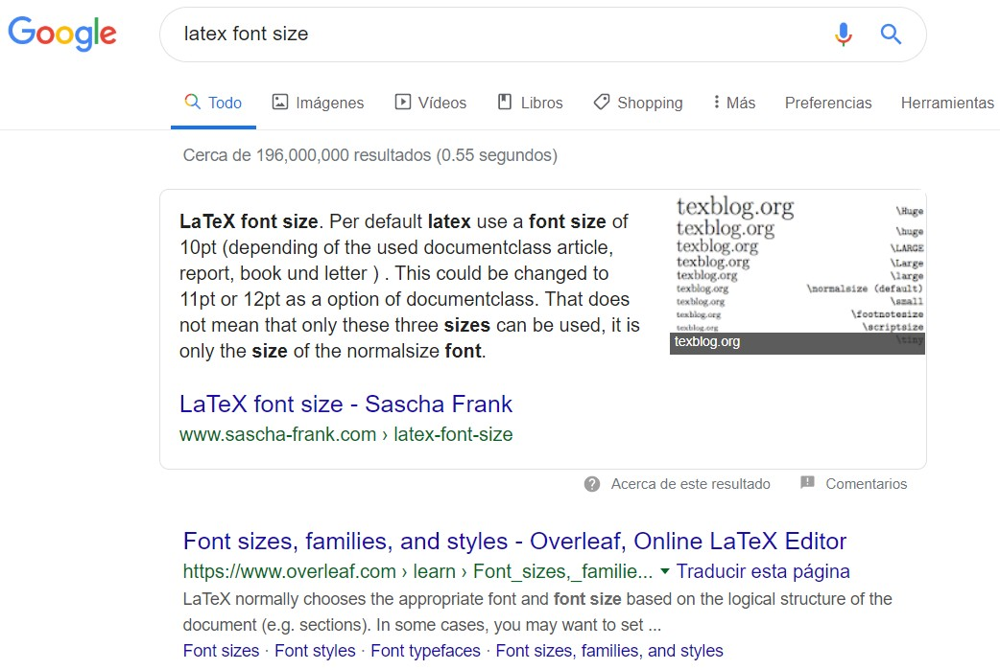 Google
latex font size
Todo Imágenes Vídeos Libros Shopping Más Preferencias Herramientas
Cerca de 196,000,000 resultados (0.55 segundos)
LaTeX font size. Per default latex use a font size of
10pt (depending of the used documentclass article,
report, book und letter ) . This could be changed to
11pt or 12pt as a option of documentclass. That does
not mean that only these three sizes can be used, it is
only the size of the normalsize font.
texblog.org \Huge
texblog.org \huge
texblog.org \LARGE
texblog.org \Large
texblog.org \large
texblog.org \normalsize (default)
texblog.org \small
texblog.org \footnotesize
texblog.org \scriptsize
\tiny
texblog.org
LaTeX font size - Sascha Frank
www.sascha-frank.com › latex-font-size
Acerca de este resultado Comentarios
Font sizes, families, and styles - Overleaf, Online LaTeX Editor
https://www.overleaf.com › learn › Font_sizes,_familie... Traducir esta página
LaTeX normally chooses the appropriate font and font size based on the logical structure of the
document (e.g. sections). In some cases, you may want to set ...
Font sizes · Font styles · Font typefaces · Font sizes, families, and styles